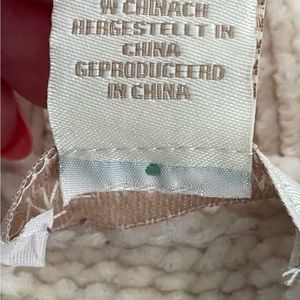 W CHINACH
HERGESTELLT IN
CHINA
GEPRODUCEERD
IN CHINA